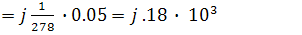 = j 1/278 · 0.05 = j .18 · 10³